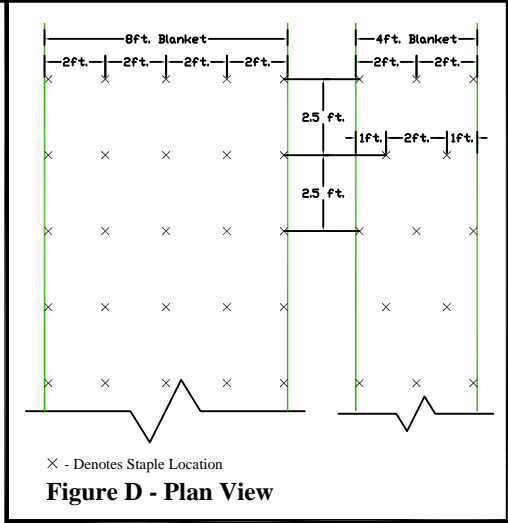 8ft. Blanket
4ft. Blanket
2ft. 2ft. 2ft. 2ft.
2ft. 2ft.
2.5 ft.
1ft. 2ft. 1ft.
2.5 ft.
× - Denotes Staple Location
Figure D - Plan View